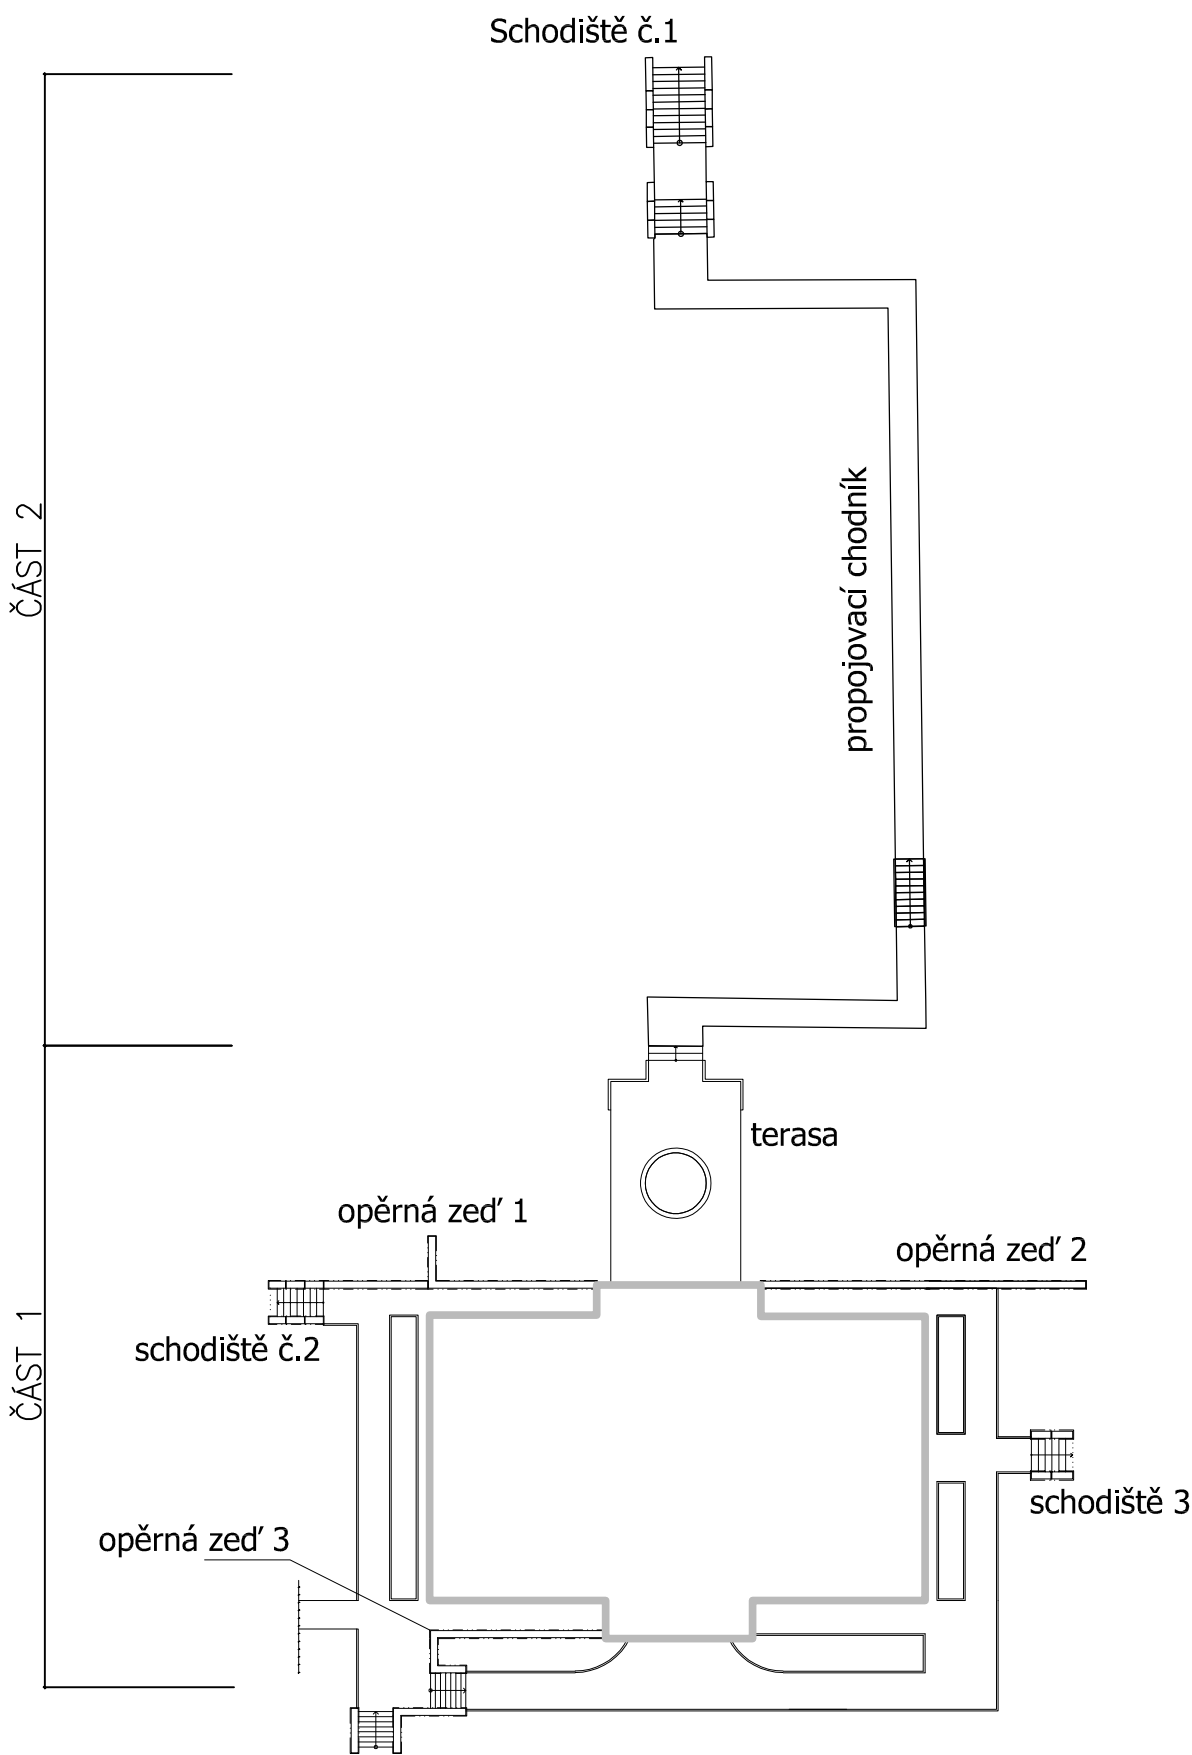 Schodiště č.1
ČÁST 2
propojovací chodník
terasa
opěrná zeď 1
opěrná zeď 2
ČÁST 1
schodiště č.2
schodiště 3
opěrná zeď 3